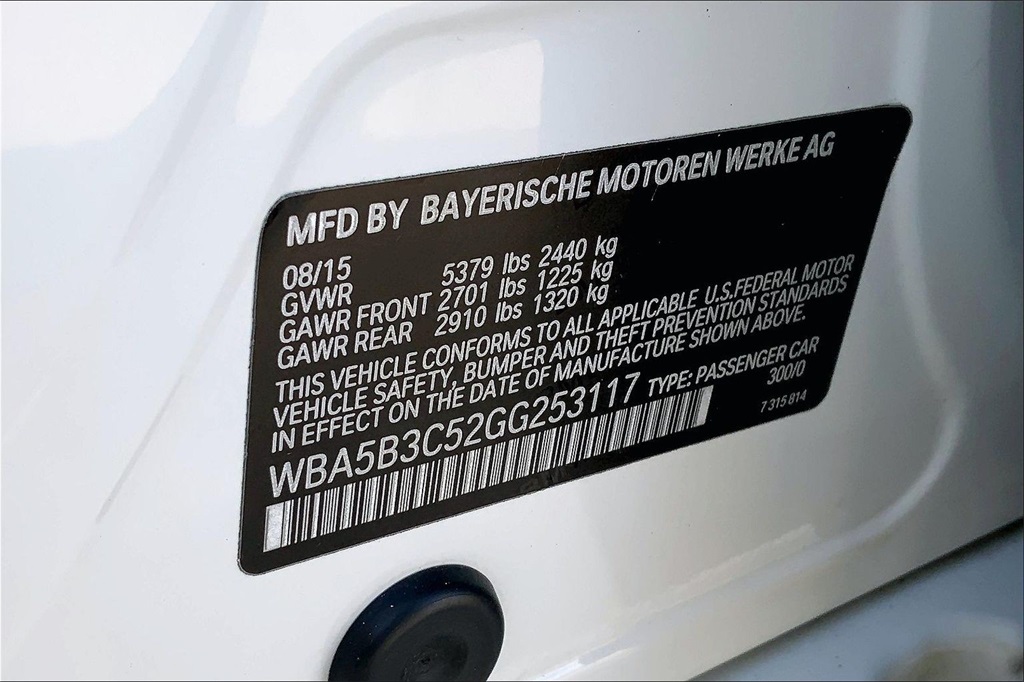 MFD BY BAYERISCHE MOTOREN WERKE AG
08/15
GVWR 5379 lbs 2440 kg
GAWR FRONT 2701 lbs 1225 kg
GAWR REAR 2910 lbs 1320 kg
THIS VEHICLE CONFORMS TO ALL APPLICABLE U.S.FEDERAL MOTOR
VEHICLE SAFETY, BUMPER AND THEFT PREVENTION STANDARDS
IN EFFECT ON THE DATE OF MANUFACTURE SHOWN ABOVE.
WBA5B3C52GG253117 TYPE: PASSENGER CAR
300/0
7 315 814